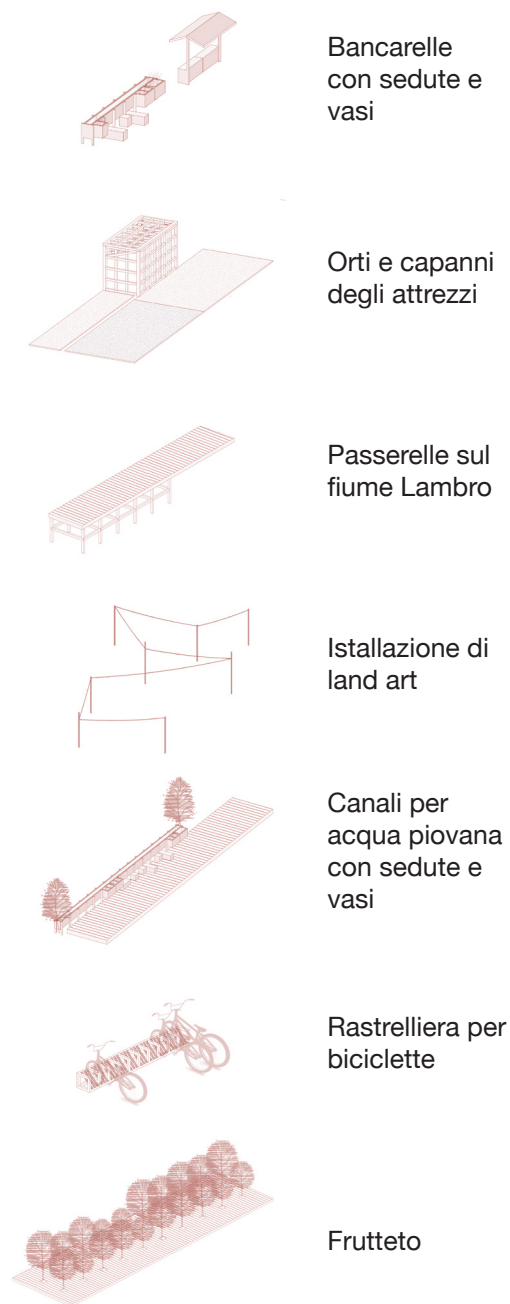 Bancarelle
con sedute e
vasi
Orti e capanni
degli attrezzi
Passerelle sul
fiume Lambro
Istallazione di
land art
Canali per
acqua piovana
con sedute e
vasi
Rastrelliera per
biciclette
Frutteto